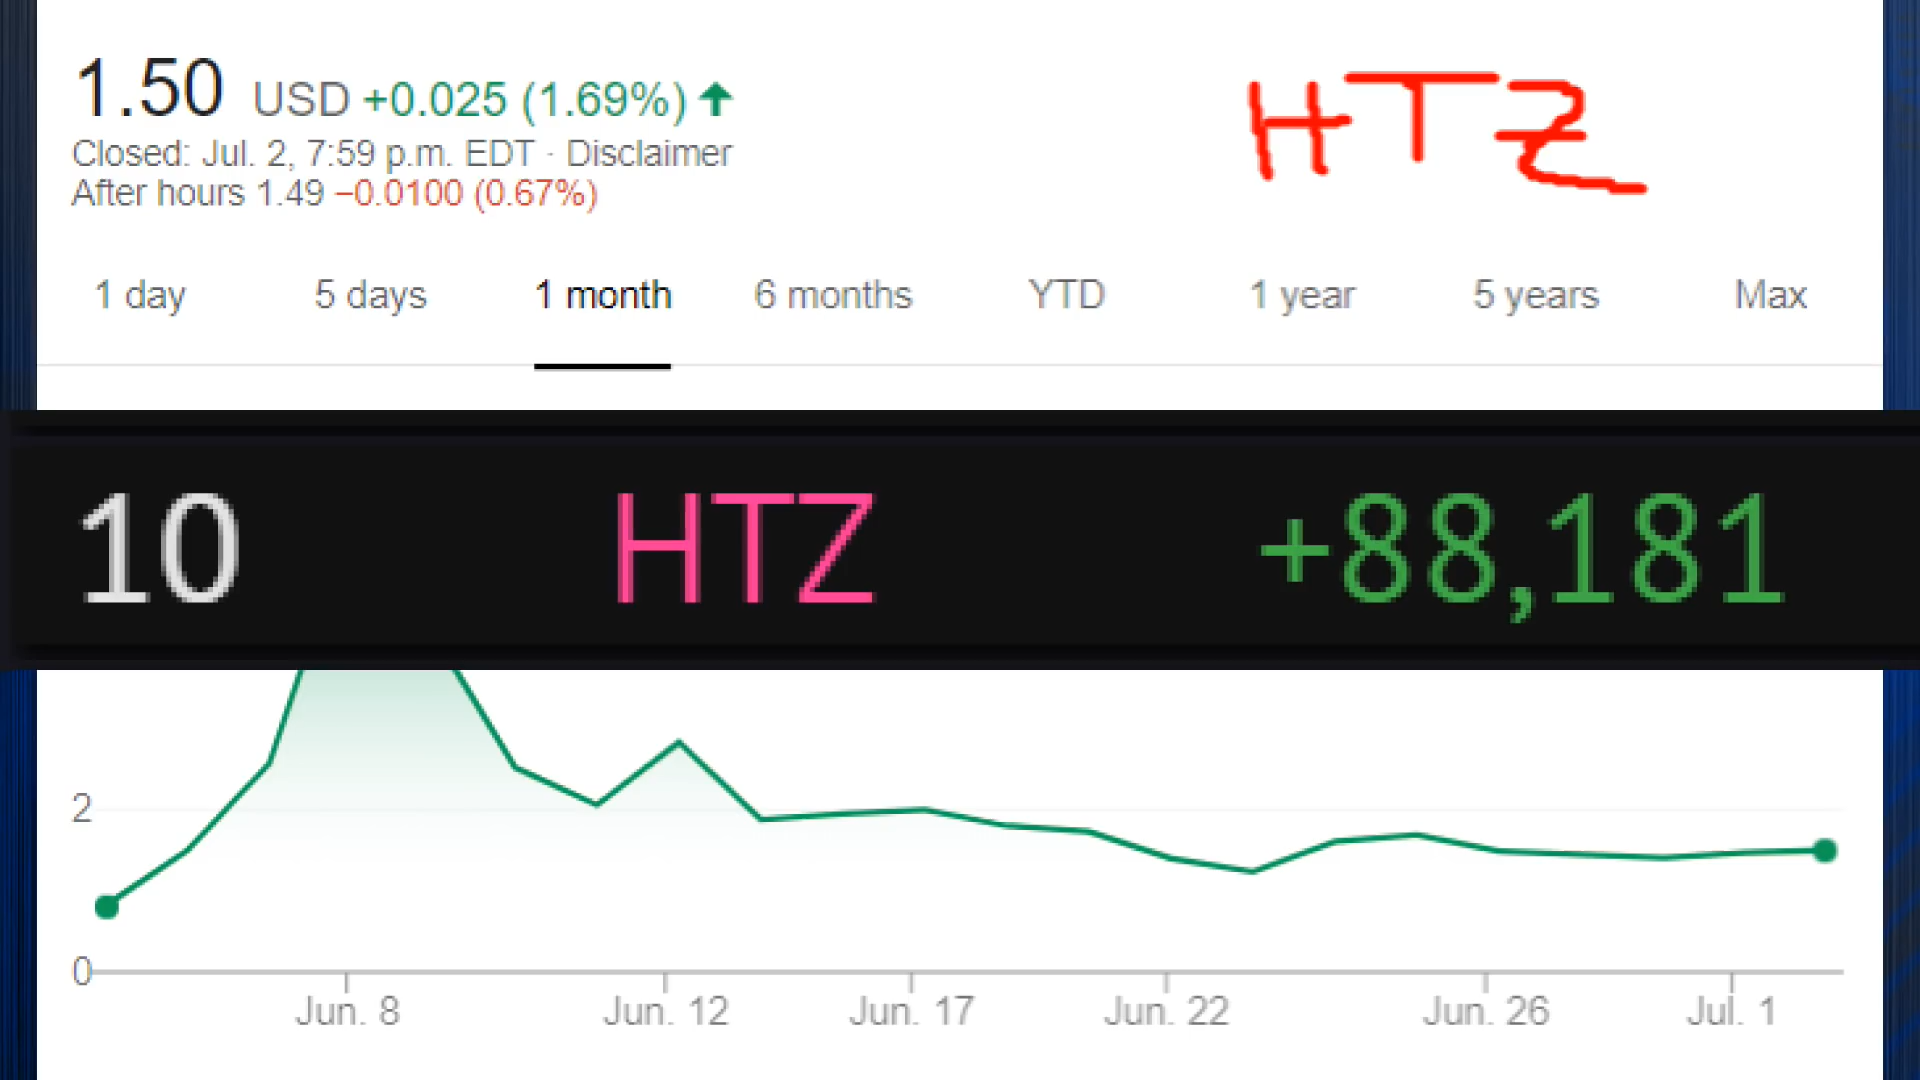 1.50 USD +0.025 (1.69%)
HTZ
Closed: Jul. 2, 7:59 p.m. EDT · Disclaimer
After hours 1.49 −0.0100 (0.67%)
1 day 5 days 1 month 6 months YTD 1 year 5 years Max
10 HTZ +88,181
2
0
Jun. 8 Jun. 12 Jun. 17 Jun. 22 Jun. 26 Jul. 1